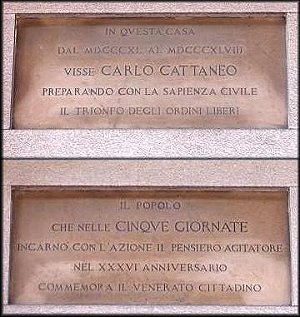 IN QVESTA CASA
DAL MDCCCXL AL MDCCCXLVIII
VISSE CARLO CATTANEO
PREPARANDO CON LA SAPIENZA CIVILE
IL TRIONFO DEGLI ORDINI LIBERI
IL POPOLO
CHE NELLE CINQVE GIORNATE
INCARNO CON L'AZIONE IL PENSIERO AGITATORE
NEL XXXVI ANNIVERSARIO
COMMEMORA IL VENERATO CITTADINO